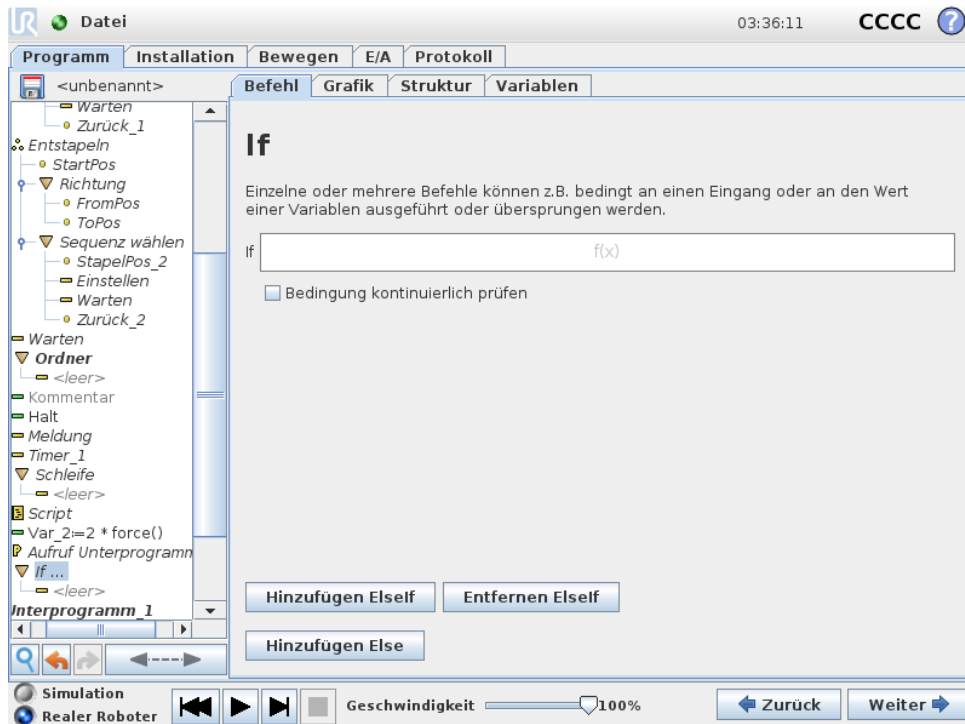 UR Datei 03:36:11 CCCC ?
Programm Installation Bewegen E/A Protokoll
<unbenannt>
Befehl Grafik Struktur Variablen
Warten
Zurück_1
Entstapeln
StartPos
Richtung
FromPos
ToPos
Sequenz wählen
StapelPos_2
Einstellen
Warten
Zurück_2
Warten
Ordner
<leer>
Kommentar
Halt
Meldung
Timer_1
Schleife
<leer>
Script
Var_2:=2 * force()
Aufruf Unterprogramm
If ...
<leer>
Interprogramm_1
If
Einzelne oder mehrere Befehle können z.B. bedingt an einen Eingang oder an den Wert
einer Variablen ausgeführt oder übersprungen werden.
If f(x)
Bedingung kontinuierlich prüfen
Hinzufügen ElseIf Entfernen ElseIf
Hinzufügen Else
Simulation
Realer Roboter
Geschwindigkeit 100%
Zurück Weiter